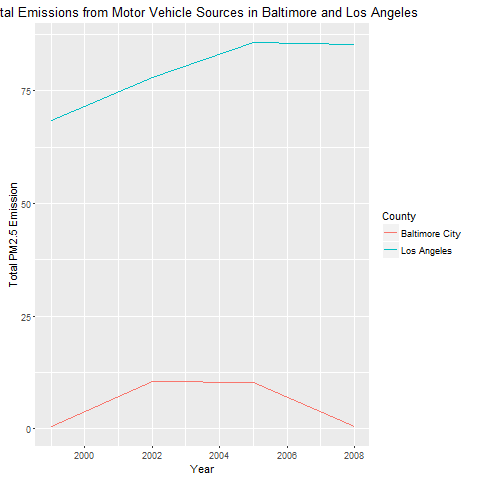 tal Emissions from Motor Vehicle Sources in Baltimore and Los Angeles
Total PM2.5 Emission
75
50
25
0
2000
2002
2004
2006
2008
Year
County
Baltimore City
Los Angeles